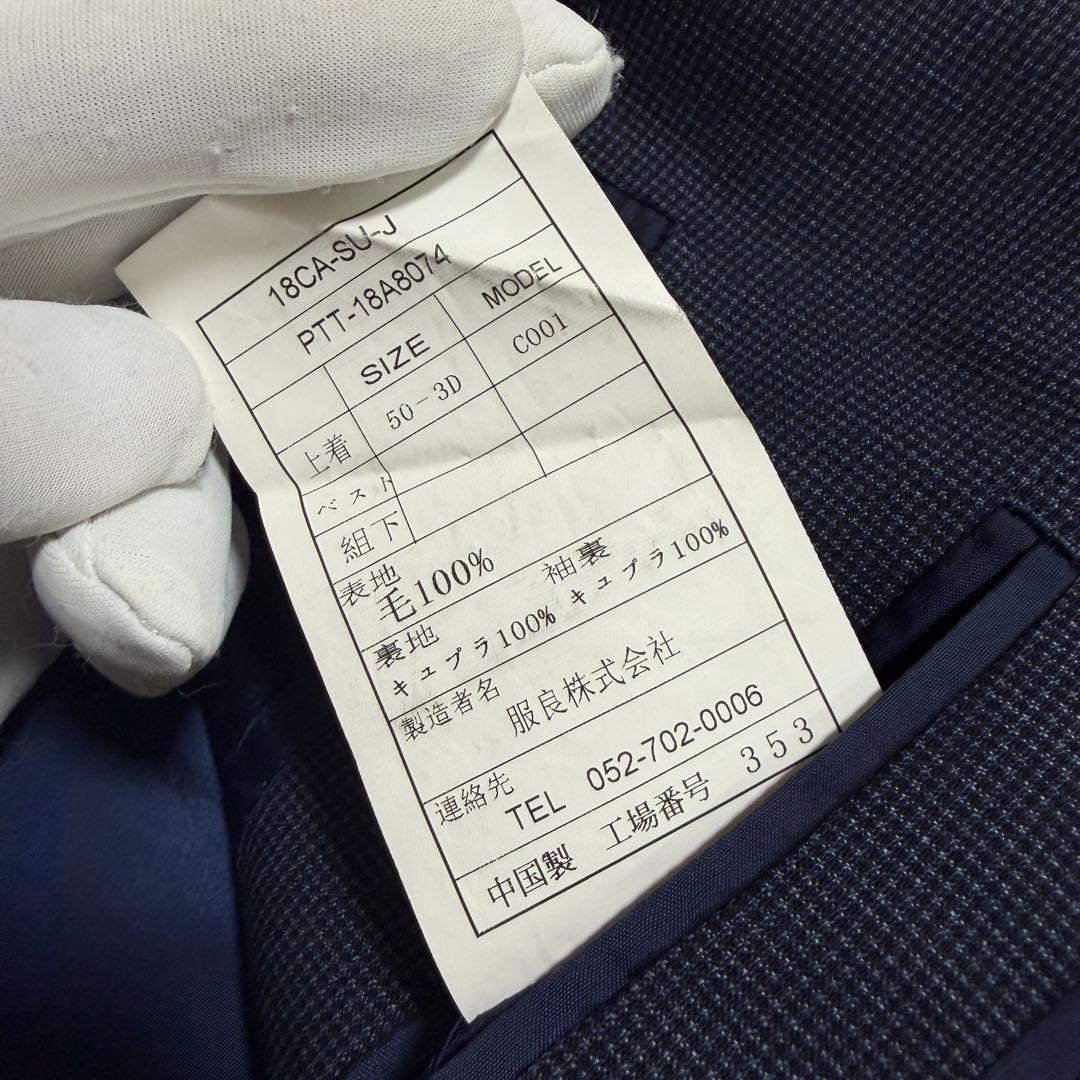 18CA-SU-J
PTT-18A8074
SIZE MODEL
上着 50-3D C001
ベスト
組下
表地 毛100%
裏地 キュプラ100% 袖裏 キュプラ100%
製造者名 服良株式会社
連絡先 TEL 052-702-0006
中国製 工場番号 353